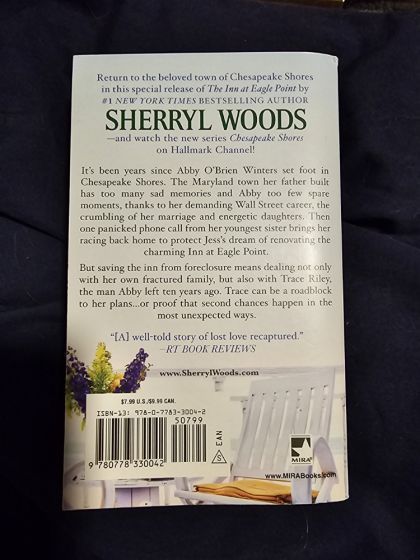 Return to the beloved town of Chesapeake Shores
in this special release of The Inn at Eagle Point by
#1 NEW YORK TIMES BESTSELLING AUTHOR
SHERRYL WOODS
—and watch the new series Chesapeake Shores
on Hallmark Channel!
It's been years since Abby O'Brien Winters set foot in
Chesapeake Shores. The Maryland town her father built
has too many sad memories and Abby too few spare
moments, thanks to her demanding Wall Street career, the
crumbling of her marriage and energetic daughters. Then
one panicked phone call from her youngest sister brings her
racing back home to protect Jess's dream of renovating the
charming Inn at Eagle Point.
But saving the inn from foreclosure means dealing not only
with her own fractured family, but also with Trace Riley,
the man Abby left ten years ago. Trace can be a roadblock
to her plans...or proof that second chances happen in the
most unexpected ways.
"[A] well-told story of lost love recaptured."
—RT BOOK REVIEWS
www.SherrylWoods.com
$7.99 U.S./$9.99 CAN.
ISBN-13: 978-0-7783-3004-2
50799
9 780778 330042
S
EAN
MIRA
www.MIRABooks.com